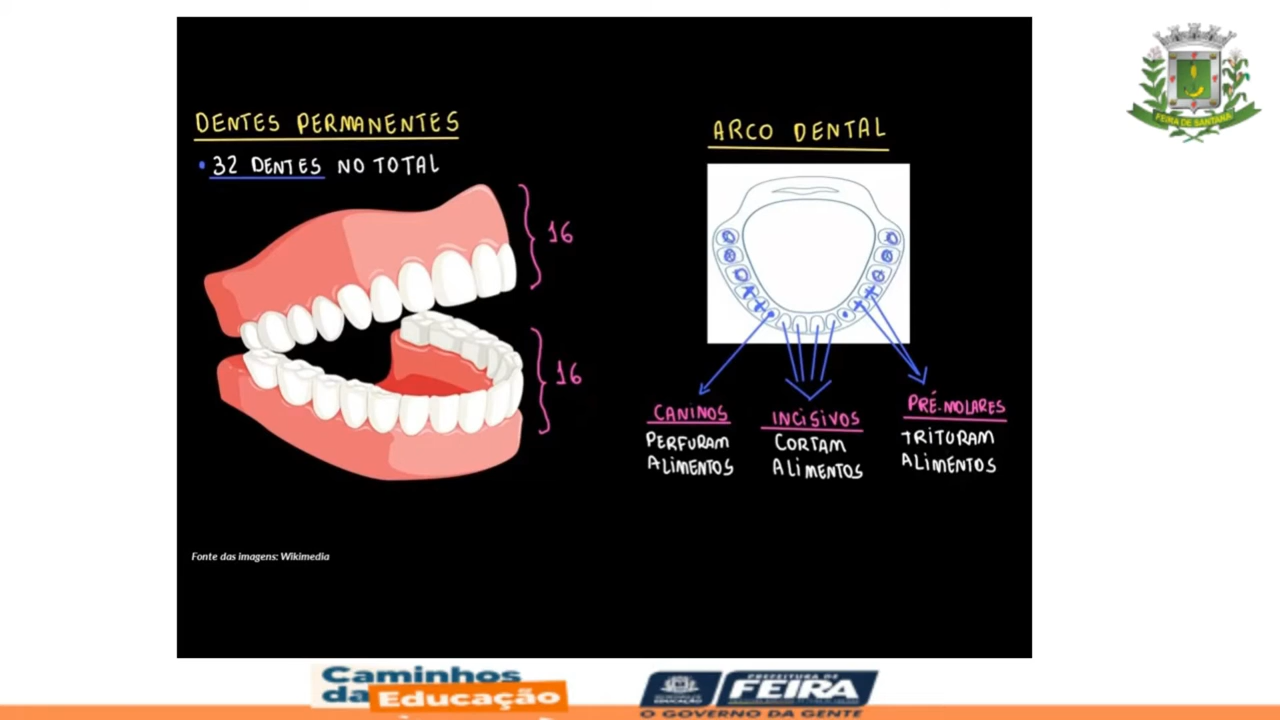 DENTES PERMANENTES
• 32 DENTES NO TOTAL
16
16
ARCO DENTAL
CANINOS
PERFURAM
ALIMENTOS
INCISIVOS
CORTAM
ALIMENTOS
PRÉ-MOLARES
TRITURAM
ALIMENTOS
Fonte das imagens: Wikimedia
FEIRA DE SANTANA
Caminhos
da Educação
EDUCAÇÃO
PREFEITURA DE
FEIRA
O GOVERNO DA GENTE